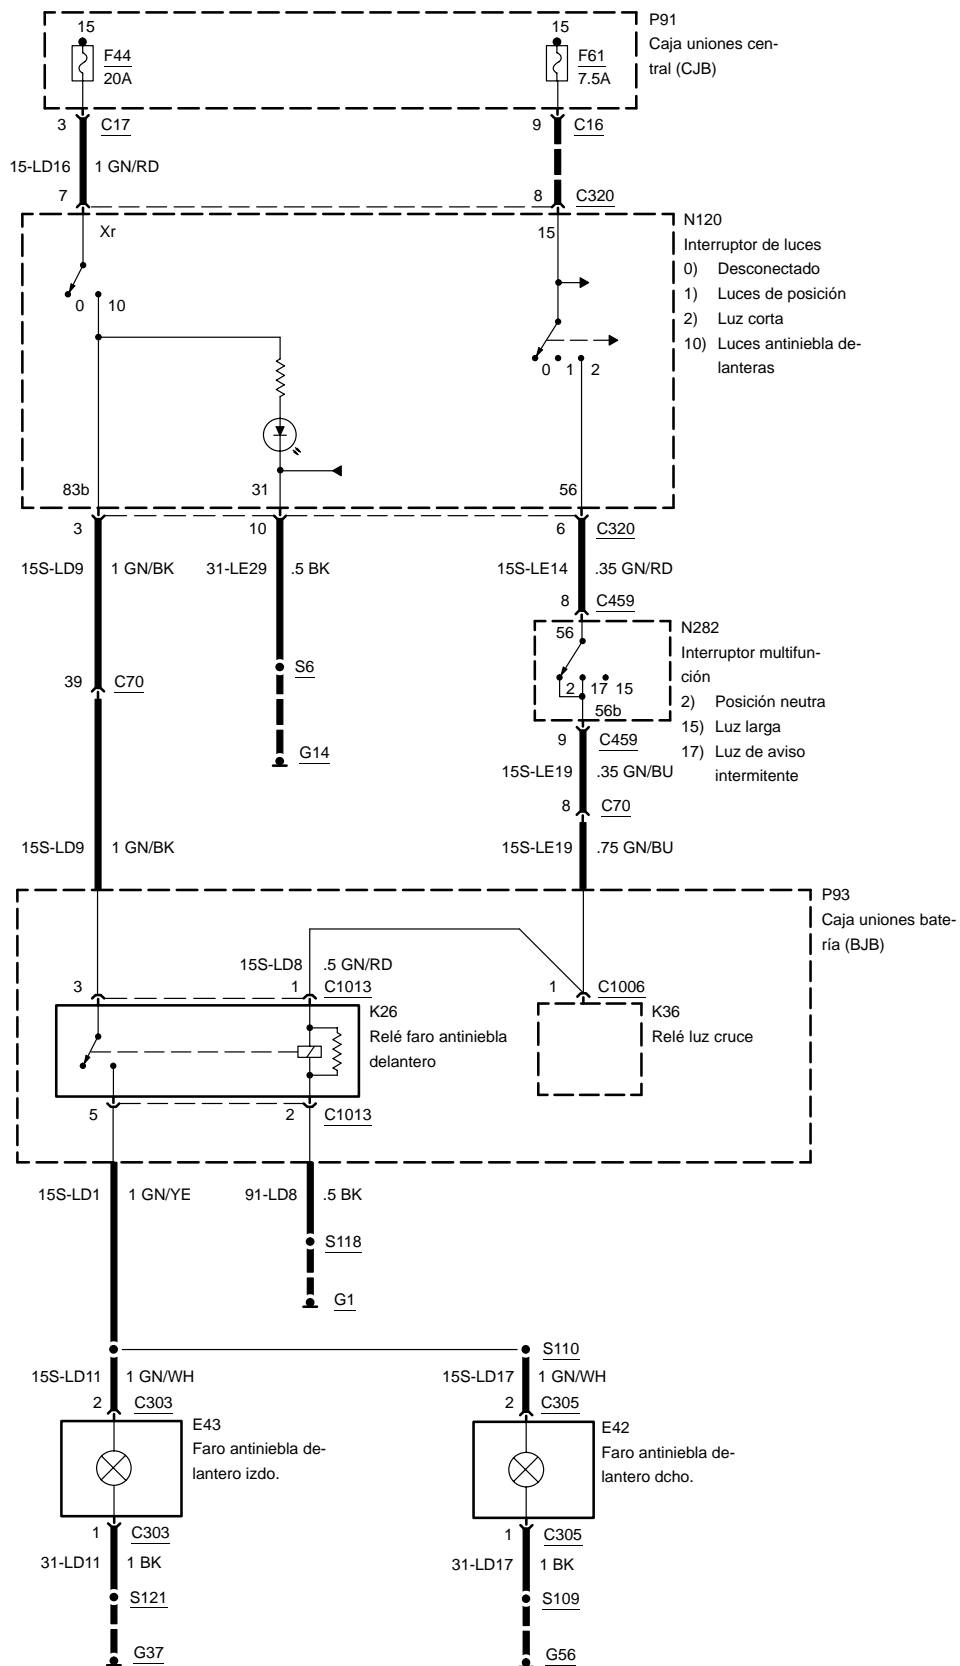 P91
15 15
Caja uniones cen-
F44 F61
tral (CJB)
20A 7.5A
3 C17 9 C16
15-LD16 1 GN/RD
7 8 C320
N120
Xr 15
Interruptor de luces
0) Desconectado
1) Luces de posición
0 10
2) Luz corta
10) Luces antiniebla de-
lanteras
0 1 2
83b 31 56
3 10 6 C320
15S-LD9 1 GN/BK 31-LE29 .5 BK 15S-LE14 .35 GN/RD
8 C459
N282
56
Interruptor multifun-
ción
S6
39 C70
2 17 15
2) Posición neutra
56b
15) Luz larga
9 C459
17) Luz de aviso
intermitente
G14
15S-LE19 .35 GN/BU
8 C70
15S-LD9 1 GN/BK 15S-LE19 .75 GN/BU
P93
Caja uniones bate-
ría (BJB)
15S-LD8 .5 GN/RD
3 1 C1013 1 C1006
K26 K36
Relé faro antiniebla
delantero
Relé luz cruce
5 2 C1013
15S-LD1 1 GN/YE 91-LD8 .5 BK
S118
G1
S110
15S-LD11 1 GN/WH 15S-LD17 1 GN/WH
2 C303 2 C305
E43
Faro antiniebla de-
lantero izdo.
E42
Faro antiniebla de-
lantero dcho.
1 C303 1 C305
31-LD11 1 BK 31-LD17 1 BK
S121 S109
G37 G56